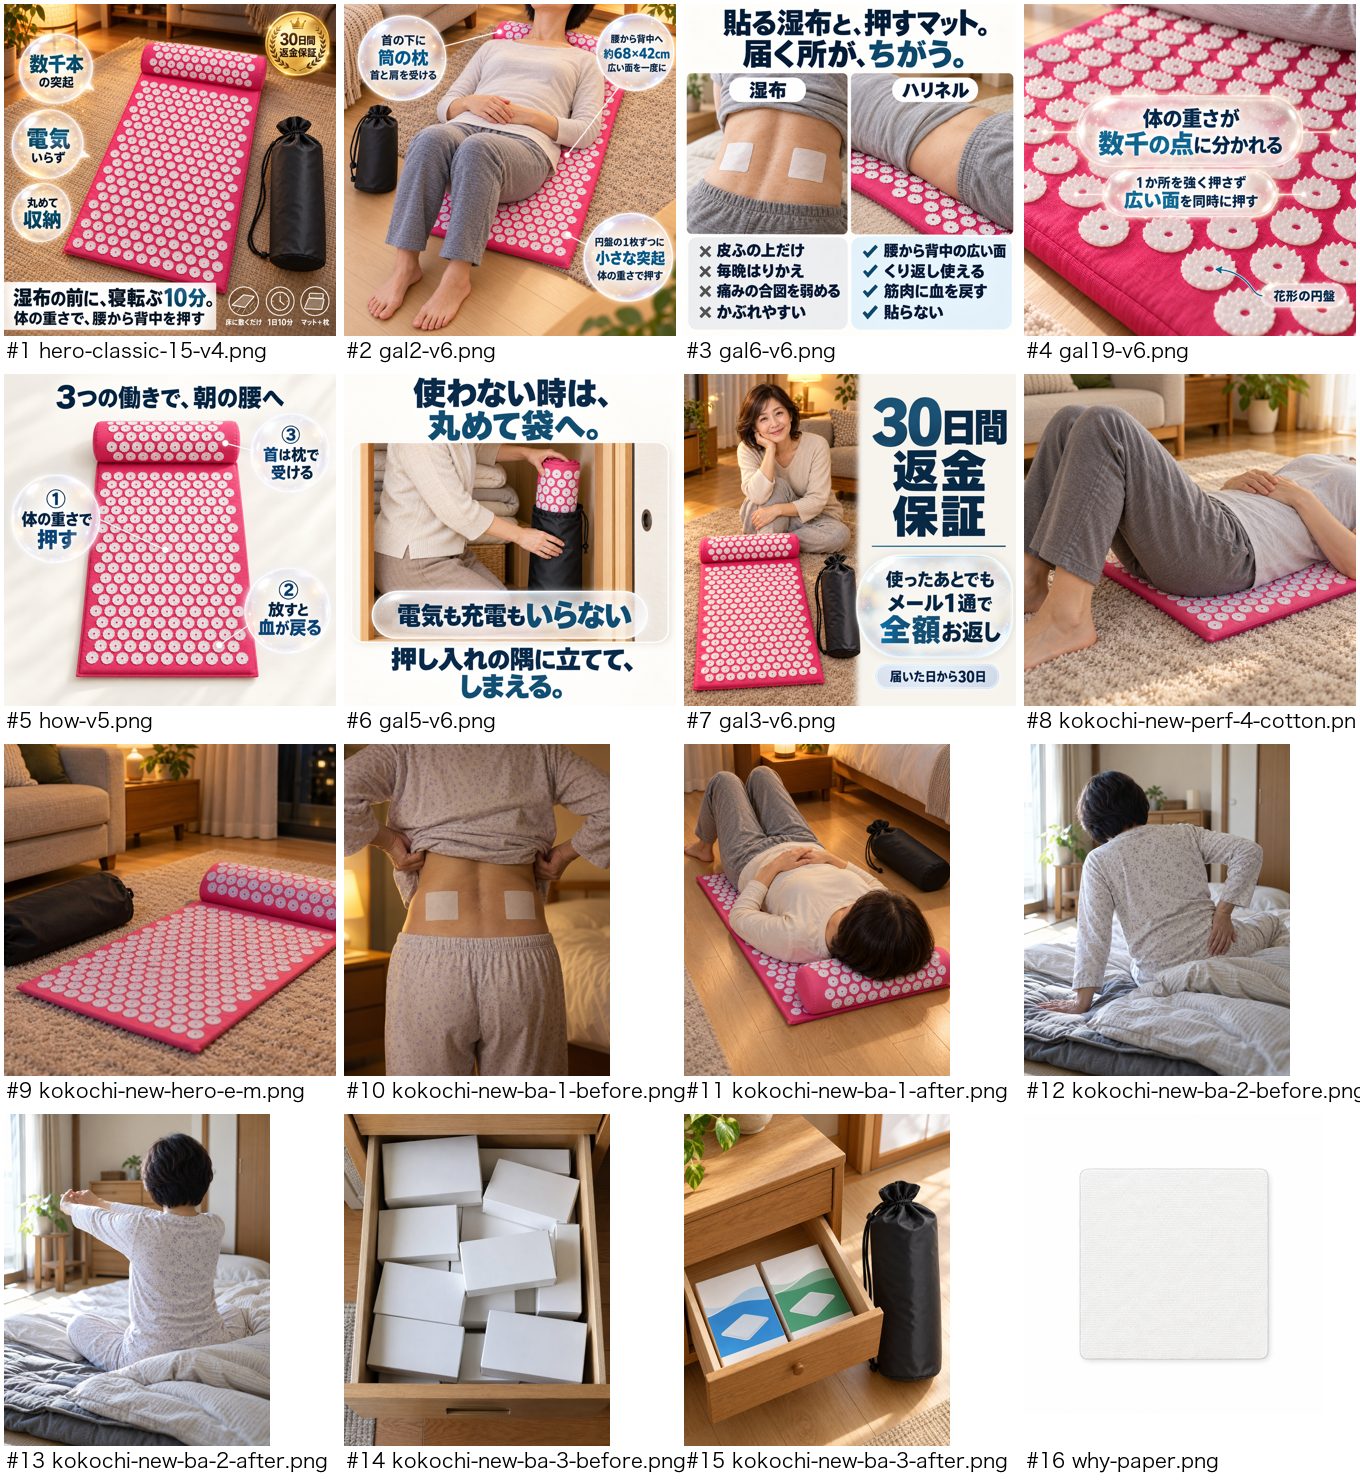 数千本
の突起
電気
いらず
丸めて
収納
30日間
返金保証
湿布の前に、寝転ぶ10分。
体の重さで、腰から背中を押す
床に敷くだけ
1日10分
マット+枕
#1 hero-classic-15-v4.png
首の下に
筒の枕
首と肩を受ける
腰から背中へ
約68×42cm
広い面を一度に
円盤の1枚ずつに
小さな突起
体の重さで押す
#2 gal2-v6.png
貼る湿布と、押すマット。
届く所が、ちがう。
湿布
ハリネル
皮ふの上だけ
毎晩はりかえ
痛みの合図を弱める
かぶれやすい
腰から背中の広い面
くり返し使える
筋肉に血を戻す
貼らない
#3 gal6-v6.png
体の重さが
数千の点に分かれる
1か所を強く押さず
広い面を同時に押す
花形の円盤
#4 gal19-v6.png
3つの働きで、朝の腰へ
①
体の重さで
押す
③
首は枕で
受ける
②
放すと
血が戻る
#5 how-v5.png
使わない時は、
丸めて袋へ。
電気も充電もいらない
押し入れの隅に立てて、
しまえる。
#6 gal5-v6.png
30日間
返金
保証
使ったあとでも
メール1通で
全額お返し
届いた日から30日
#7 gal3-v6.png
#8 kokochi-new-perf-4-cotton.pn
#9 kokochi-new-hero-e-m.png
#10 kokochi-new-ba-1-before.png
#11 kokochi-new-ba-1-after.png
#12 kokochi-new-ba-2-before.png
#13 kokochi-new-ba-2-after.png
#14 kokochi-new-ba-3-before.png
#15 kokochi-new-ba-3-after.png
#16 why-paper.png